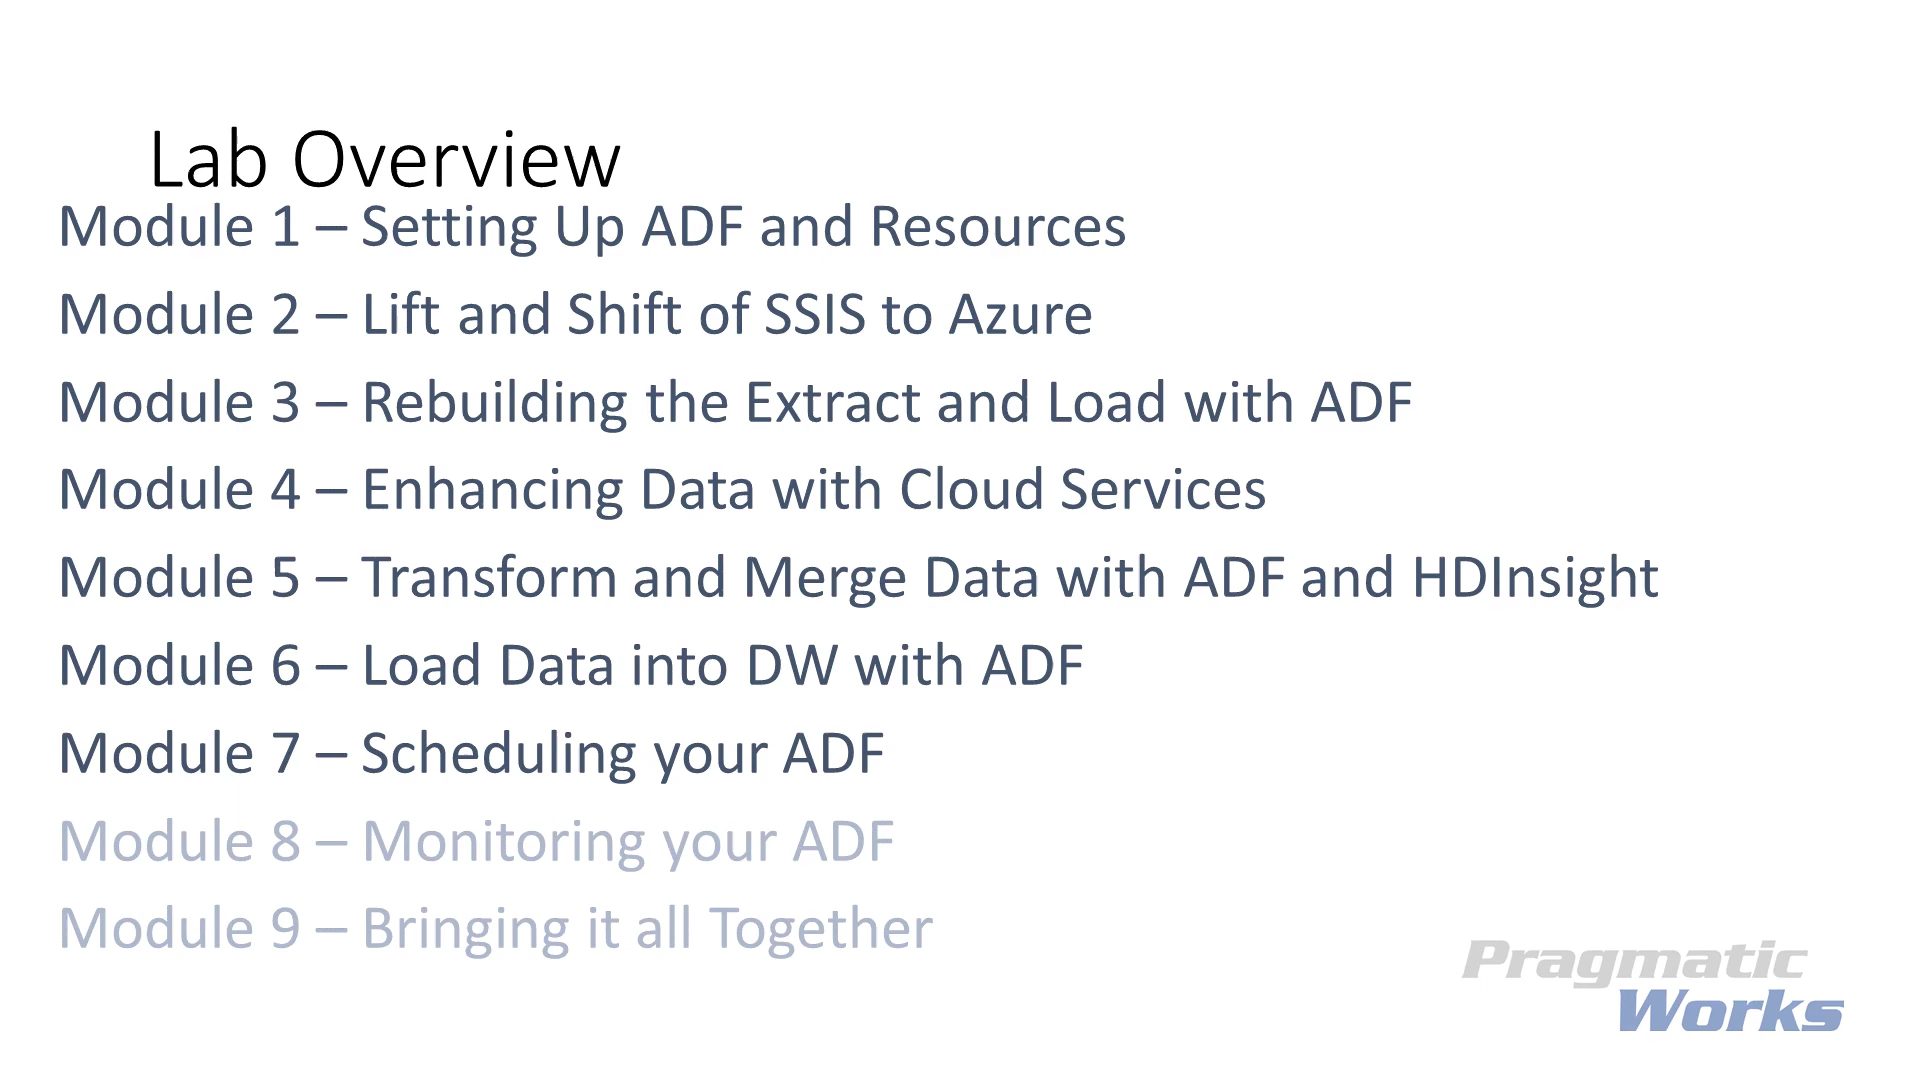 Lab Overview
Module 1 – Setting Up ADF and Resources
Module 2 – Lift and Shift of SSIS to Azure
Module 3 – Rebuilding the Extract and Load with ADF
Module 4 – Enhancing Data with Cloud Services
Module 5 – Transform and Merge Data with ADF and HDInsight
Module 6 – Load Data into DW with ADF
Module 7 – Scheduling your ADF
Module 8 – Monitoring your ADF
Module 9 – Bringing it all Together
Pragmatic
Works